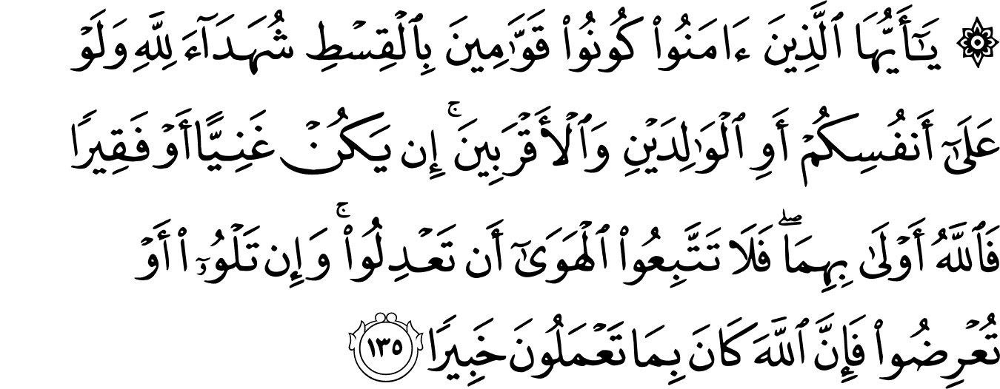 ۞ يَـٰٓأَيُّهَا ٱلَّذِينَ ءَامَنُوا۟ كُونُوا۟ قَوَّٰمِينَ بِٱلْقِسْطِ شُهَدَآءَ لِلَّهِ وَلَوْ
عَلَىٰٓ أَنفُسِكُمْ أَوِ ٱلْوَٰلِدَيْنِ وَٱلْأَقْرَبِينَ ۚ إِن يَكُنْ غَنِيًّا أَوْ فَقِيرًا
فَٱللَّهُ أَوْلَىٰ بِهِمَا ۖ فَلَا تَتَّبِعُوا۟ ٱلْهَوَىٰٓ أَن تَعْدِلُوا۟ ۚ وَإِن تَلْوُۥٓا۟ أَوْ
تُعْرِضُوا۟ فَإِنَّ ٱللَّهَ كَانَ بِمَا تَعْمَلُونَ خَبِيرًا ١٣٥